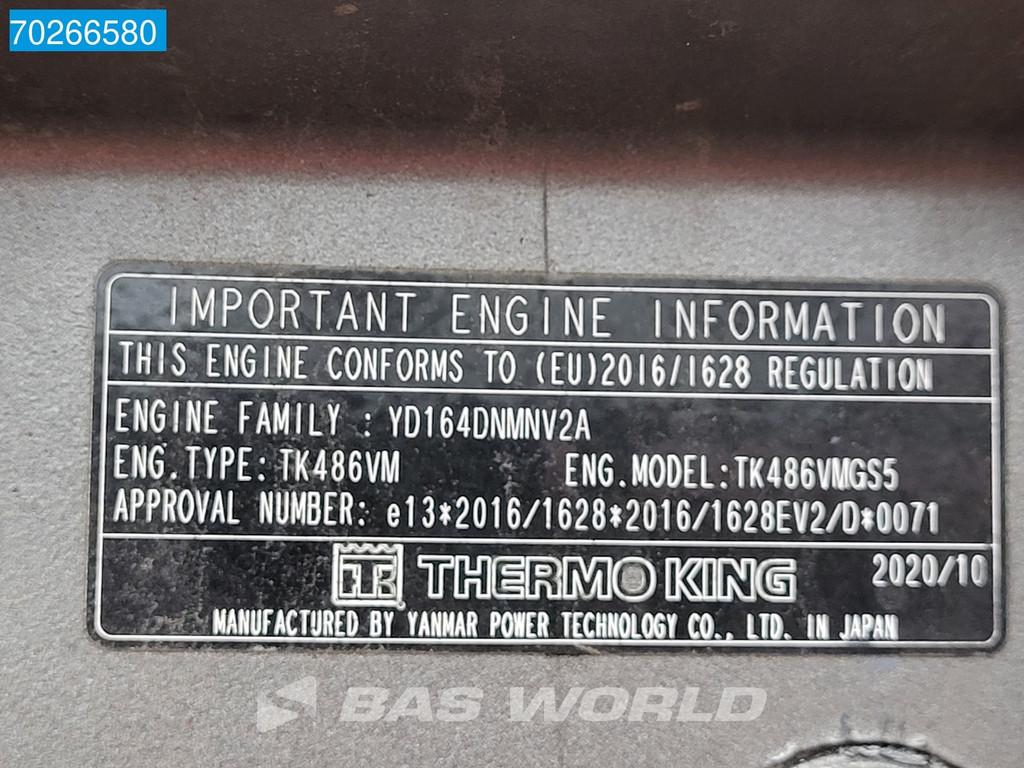 70266580
IMPORTANT ENGINE INFORMATION
THIS ENGINE CONFORMS TO (EU)2016/1628 REGULATION
ENGINE FAMILY : YD164DNMNV2A
ENG.TYPE: TK486VM ENG.MODEL:TK486VMGS5
APPROVAL NUMBER: e13*2016/1628*2016/1628EV2/D*0071
TK THERMO KING 2020/10
MANUFACTURED BY YANMAR POWER TECHNOLOGY CO., LTD. IN JAPAN
BAS WORLD